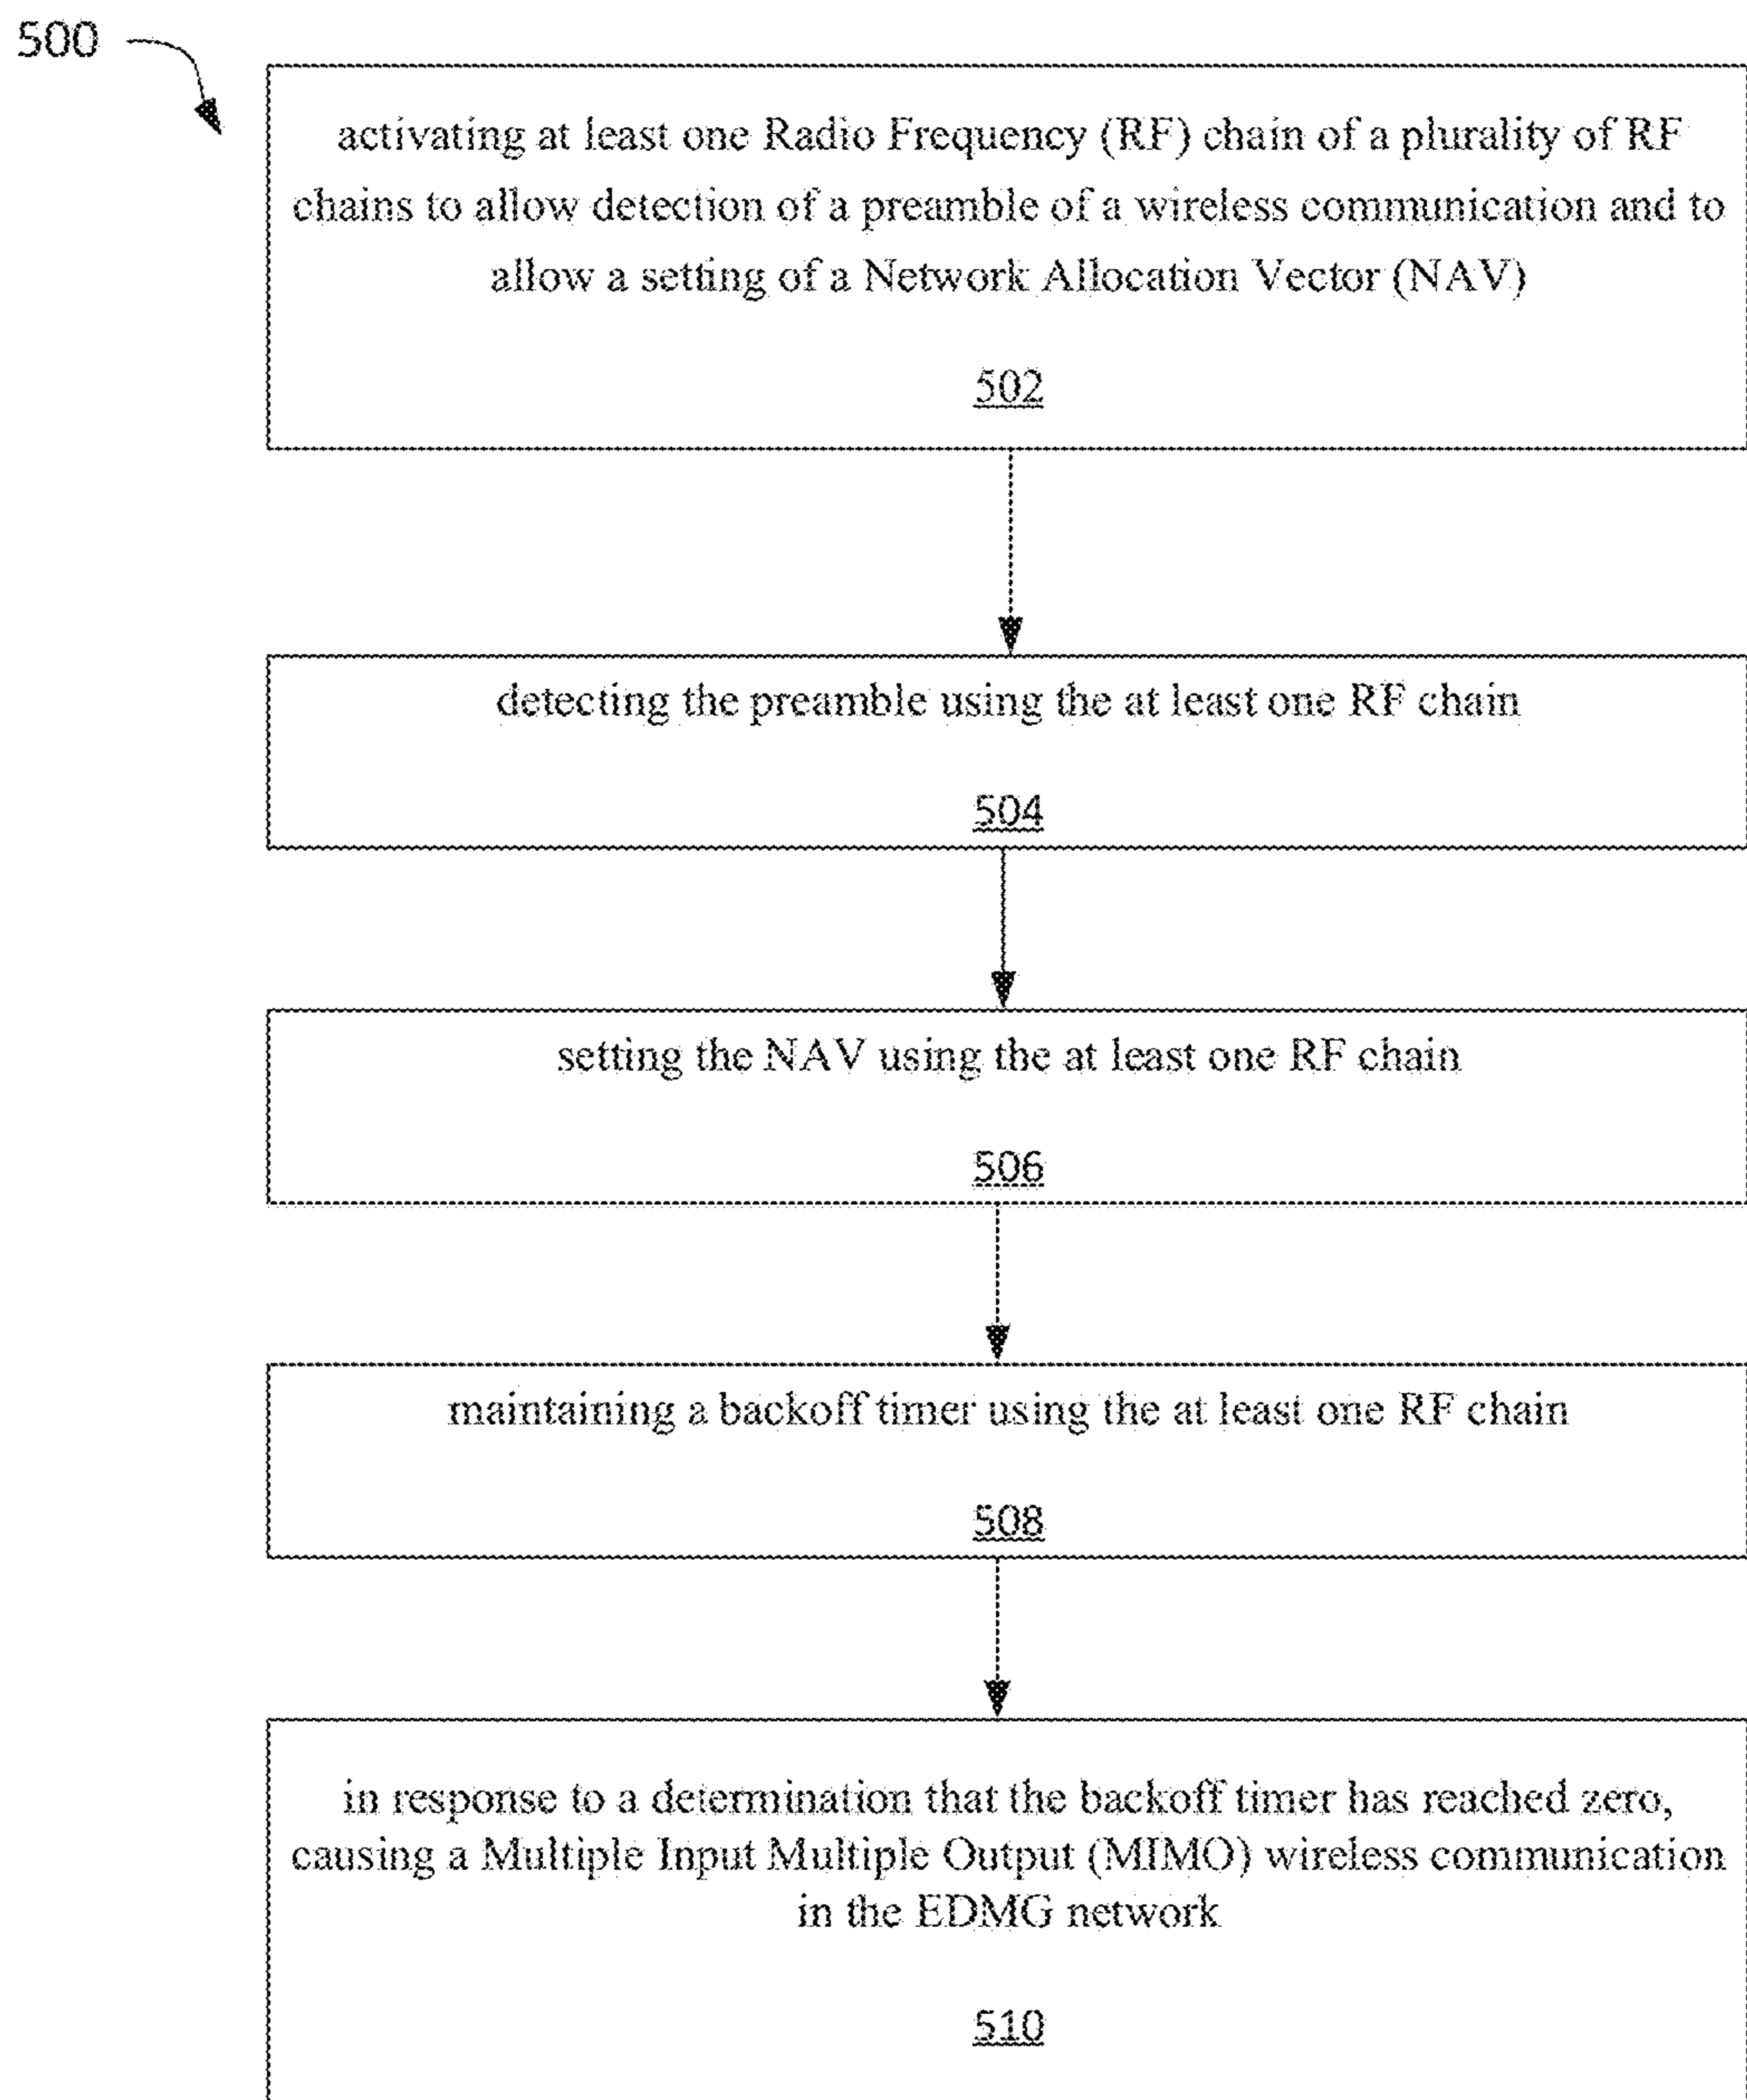 500
activating at least one Radio Frequency (RF) chain of a plurality of RF
chains to allow detection of a preamble of a wireless communication and to
allow a setting of a Network Allocation Vector (NAV)
502
detecting the preamble using the at least one RF chain
504
setting the NAV using the at least one RF chain
506
maintaining a backoff timer using the at least one RF chain
508
in response to a determination that the backoff timer has reached zero,
causing a Multiple Input Multiple Output (MIMO) wireless communication
in the EDMG network
510